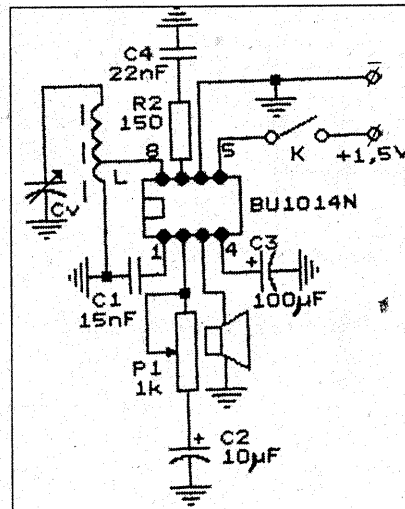 C4
22nF
R2
150
8
5
K
+1,5V
L
Cv
BU1014N
1
4
C1
15nF
C3
+
100µF
P1
1k
+
C2
10µF